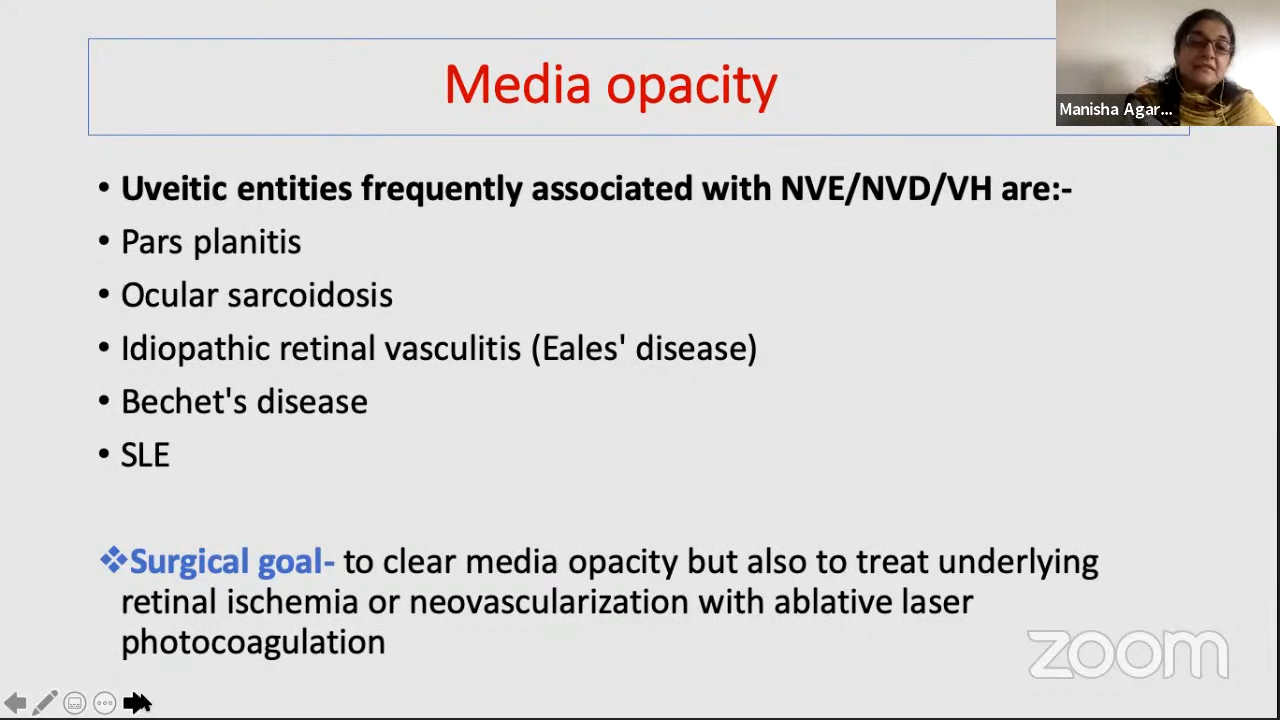 Media opacity
Manisha Agar...
• Uveitic entities frequently associated with NVE/NVD/VH are:-
• Pars planitis
• Ocular sarcoidosis
• Idiopathic retinal vasculitis (Eales' disease)
• Bechet's disease
• SLE
❖Surgical goal- to clear media opacity but also to treat underlying
retinal ischemia or neovascularization with ablative laser
photocoagulation
zoom